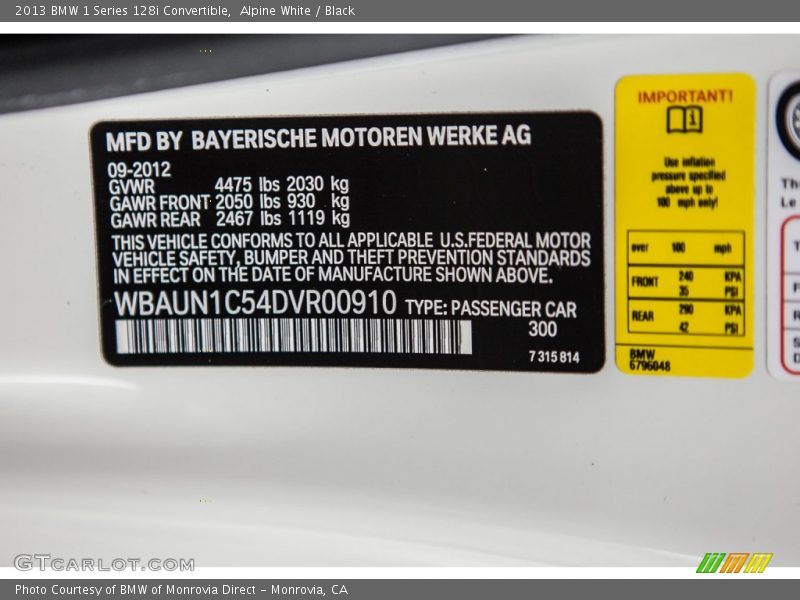 2013 BMW 1 Series 128i Convertible, Alpine White / Black
MFD BY BAYERISCHE MOTOREN WERKE AG
09-2012
GVWR 4475 lbs 2030 kg
GAWR FRONT 2050 lbs 930 kg
GAWR REAR 2467 lbs 1119 kg
THIS VEHICLE CONFORMS TO ALL APPLICABLE U.S.FEDERAL MOTOR
VEHICLE SAFETY, BUMPER AND THEFT PREVENTION STANDARDS
IN EFFECT ON THE DATE OF MANUFACTURE SHOWN ABOVE.
WBAUN1C54DVR00910 TYPE: PASSENGER CAR
300
7 315 814
IMPORTANT!
i
Use inflation
pressure specified
above up to
100 mph only!
over 100 mph
FRONT 240 KPA
35 PSI
REAR 290 KPA
42 PSI
BMW
6796048
Th
Le
GTCARLOT.COM
Photo Courtesy of BMW of Monrovia Direct – Monrovia, CA